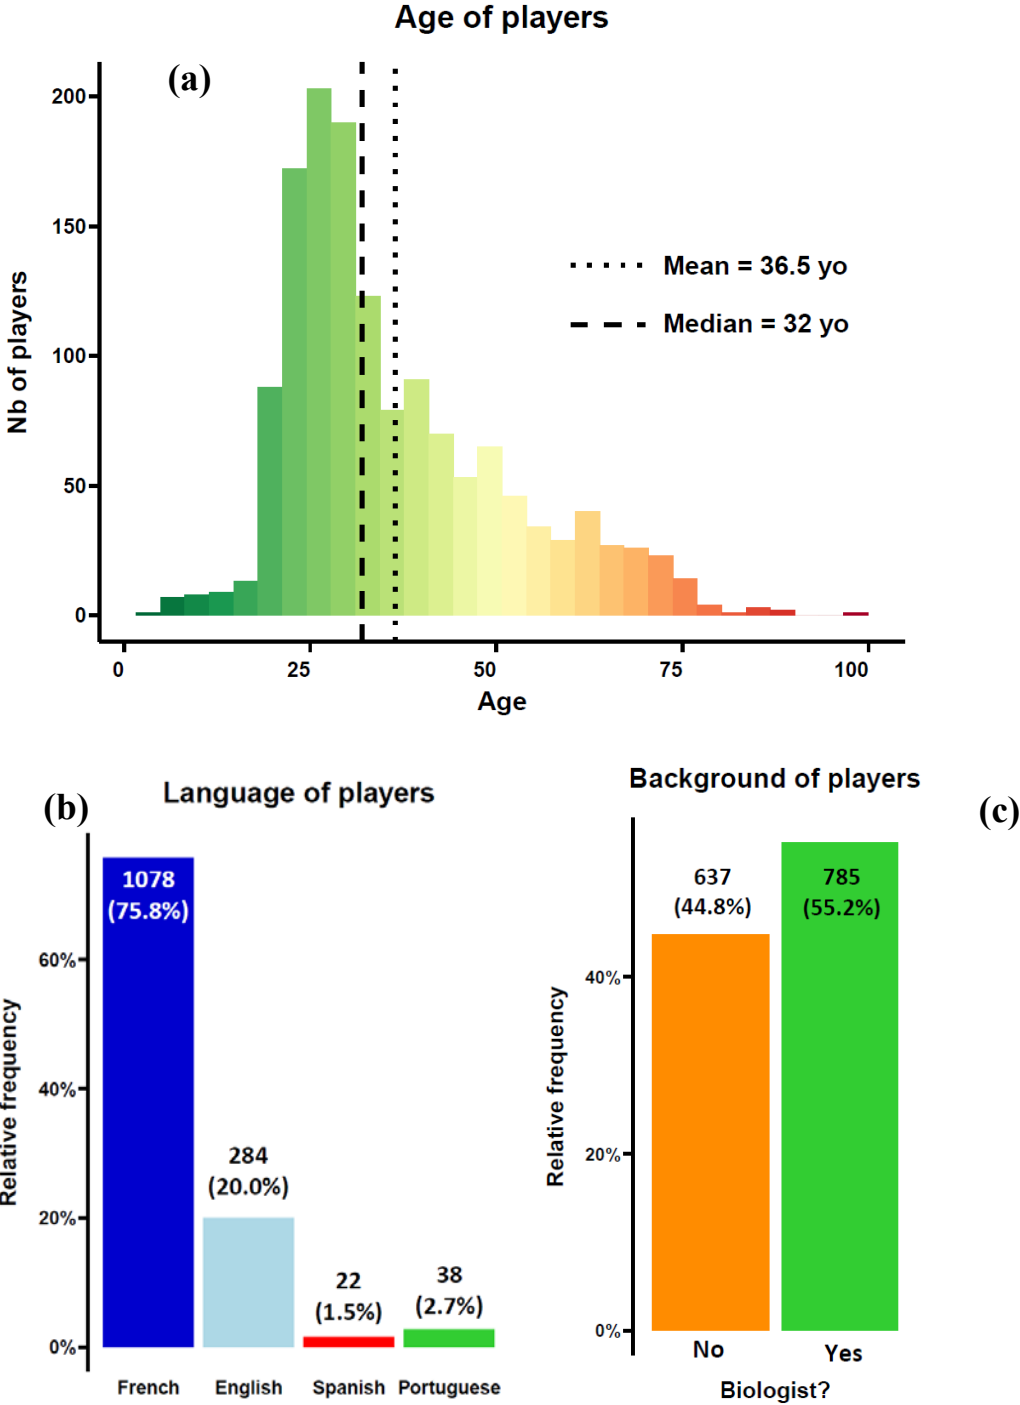 Age of players
(a)
200
150
100
50
0
Nb of players
Mean = 36.5 yo
Median = 32 yo
0 25 50 75 100
Age
(b)
Language of players
1078
(75.8%)
284
(20.0%)
22
(1.5%)
38
(2.7%)
60%
40%
20%
0%
Relative frequency
French English Spanish Portuguese
Background of players
(c)
637
(44.8%)
785
(55.2%)
40%
20%
0%
Relative frequency
No Yes
Biologist?